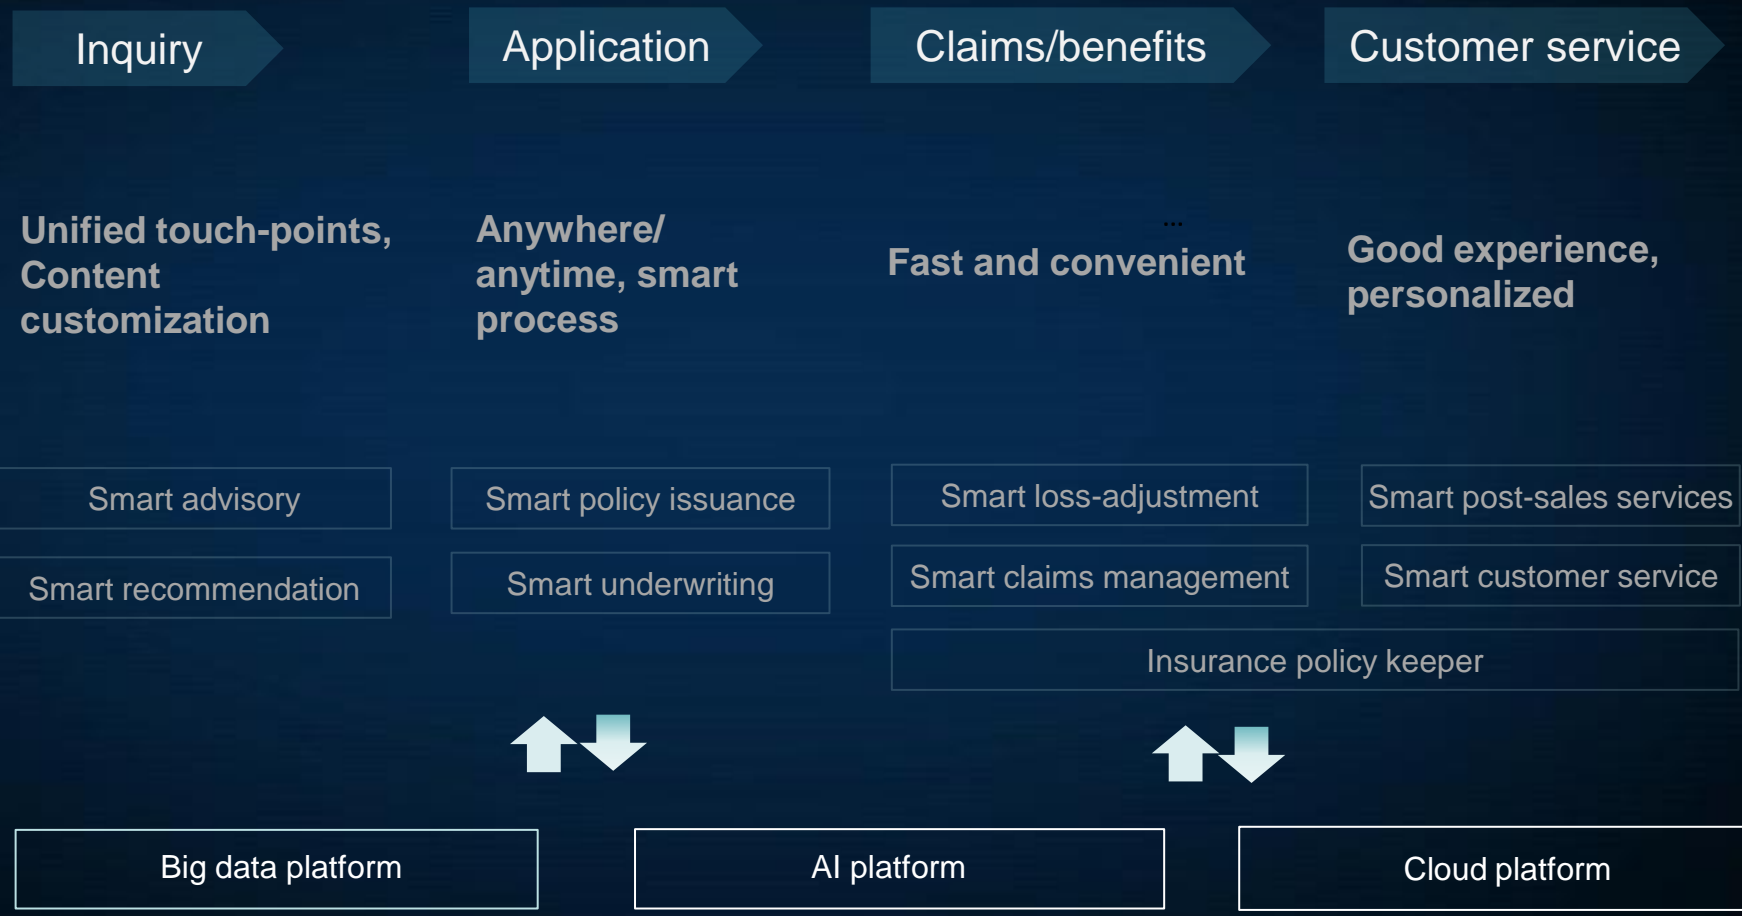 Inquiry
Application
Claims/benefits
Customer service
Unified touch-points,
Content
customization
Anywhere/
anytime, smart
process
...
Fast and convenient
Good experience,
personalized
Smart advisory
Smart policy issuance
Smart loss-adjustment
Smart post-sales services
Smart recommendation
Smart underwriting
Smart claims management
Smart customer service
Insurance policy keeper
Big data platform
AI platform
Cloud platform